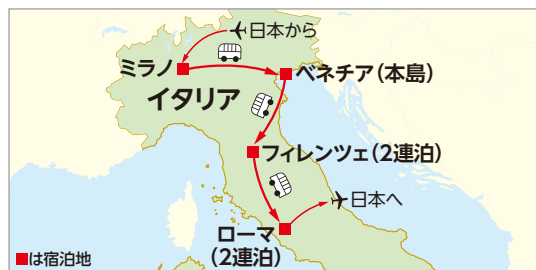 日本から
ミラノ
ベネチア(本島)
イタリア
フィレンツェ(2連泊)
日本へ
ローマ
(2連泊)
■は宿泊地